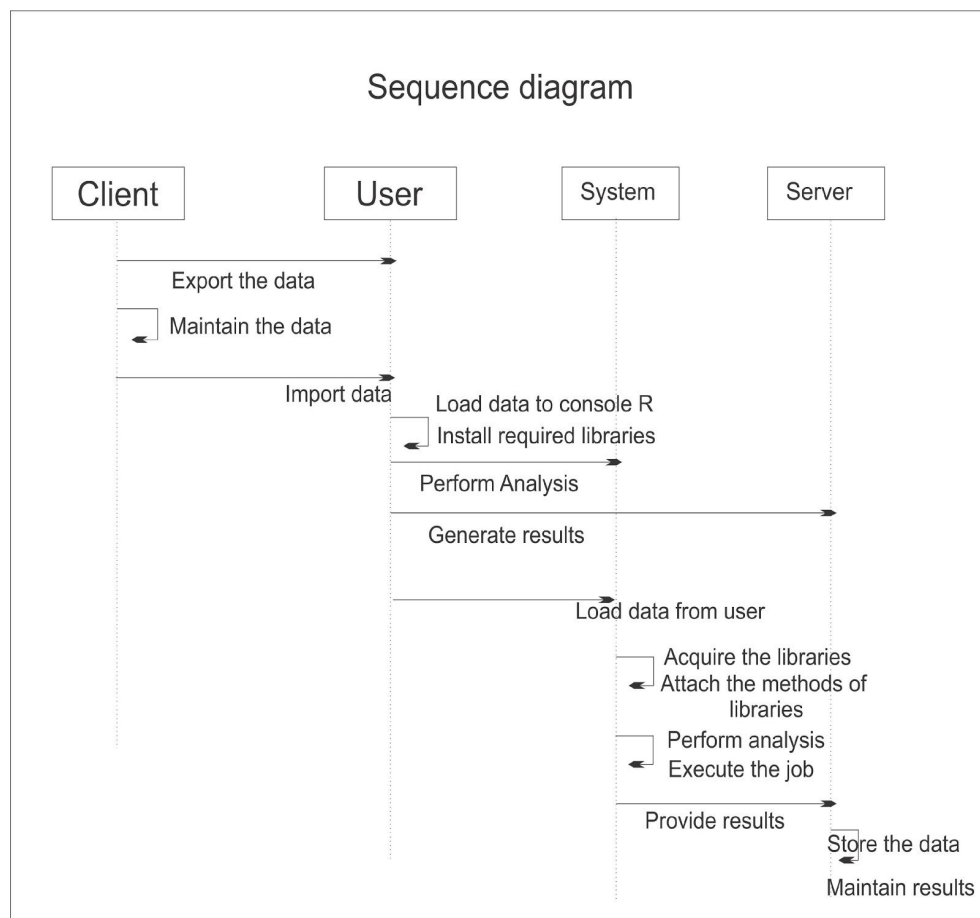 Sequence diagram
Client
User
System
Server
Export the data
Maintain the data
Import data
Load data to console R
Install required libraries
Perform Analysis
Generate results
Load data from user
Acquire the libraries
Attach the methods of
libraries
Perform analysis
Execute the job
Provide results
Store the data
Maintain results